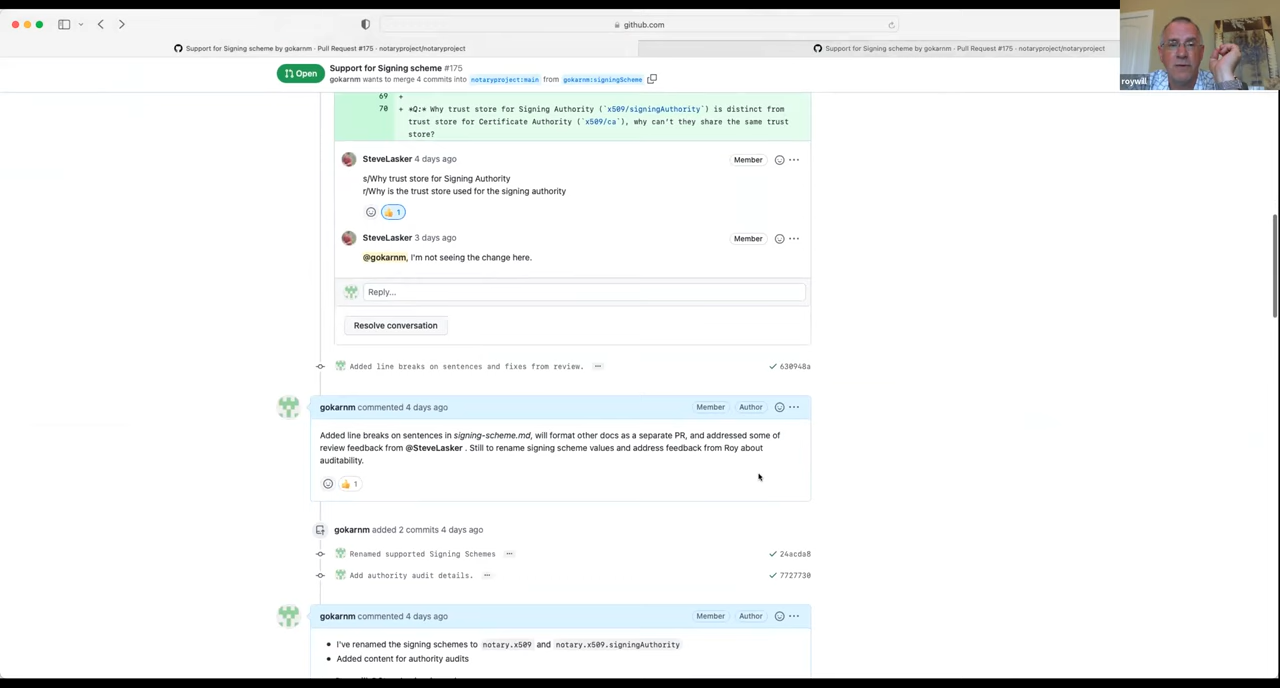 github.com
Support for Signing scheme by gokarnm · Pull Request #175 · notaryproject/notaryproject
Support for Signing scheme by gokarnm · Pull Request #175 · notaryproject/notaryproject
roywill
Open
Support for Signing scheme #175
gokarnm wants to merge 4 commits into notaryproject:main from gokarnm:signingScheme
69 +
70 + *Q:* Why trust store for Signing Authority (`x509/signingAuthority`) is distinct from
trust store for Certificate Authority (`x509/ca`), why can't they share the same trust
store?
SteveLasker 4 days ago
Member
s/Why trust store for Signing Authority
r/Why is the trust store used for the signing authority
1
SteveLasker 3 days ago
Member
@gokarnm, I'm not seeing the change here.
Reply...
Resolve conversation
Added line breaks on sentences and fixes from review.
630948a
gokarnm commented 4 days ago
Member
Author
Added line breaks on sentences in signing-scheme.md, will format other docs as a separate PR, and addressed some of
review feedback from @SteveLasker . Still to rename signing scheme values and address feedback from Roy about
auditability.
1
gokarnm added 2 commits 4 days ago
Renamed supported Signing Schemes
24acda8
Add authority audit details.
7727730
gokarnm commented 4 days ago
Member
Author
• I've renamed the signing schemes to notary.x509 and notary.x509.signingAuthority
• Added content for authority audits